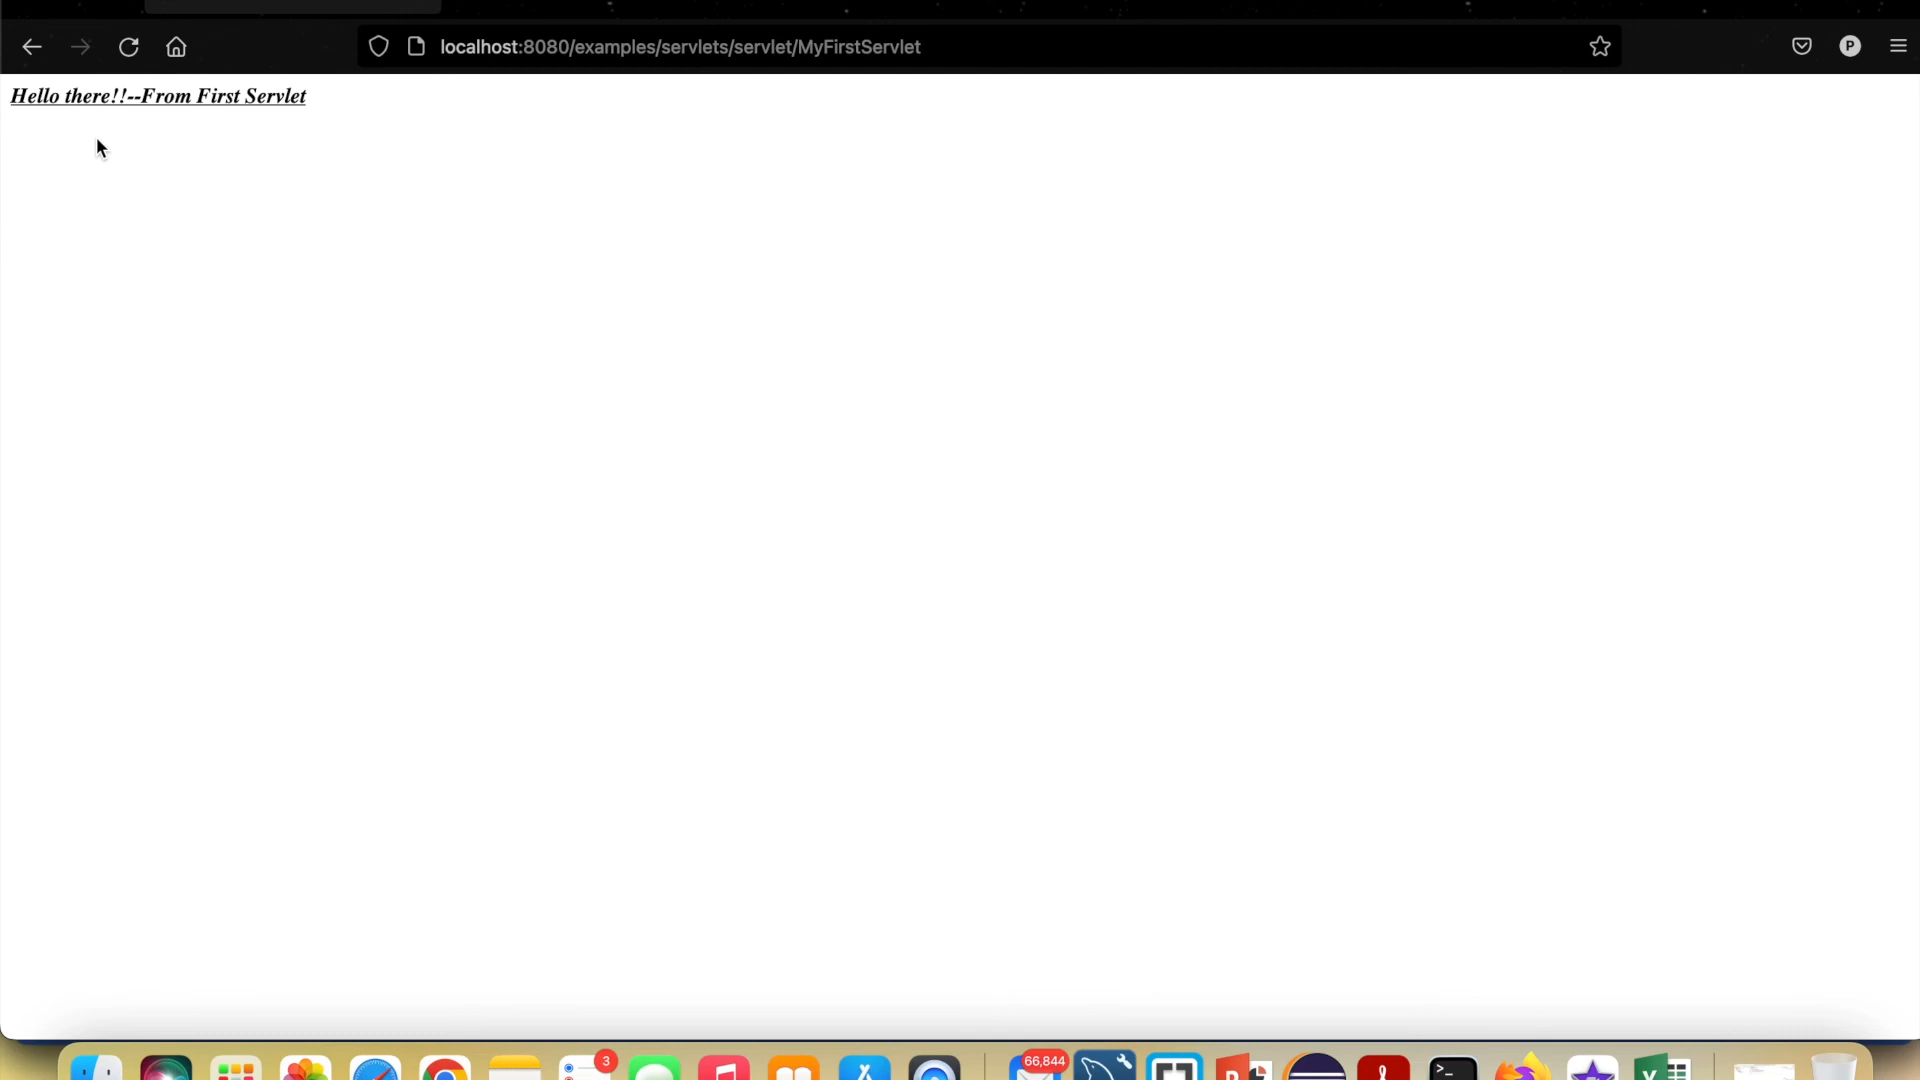 localhost:8080/examples/servlets/servlet/MyFirstServlet
P
Hello there!!--From First Servlet
3
66,844